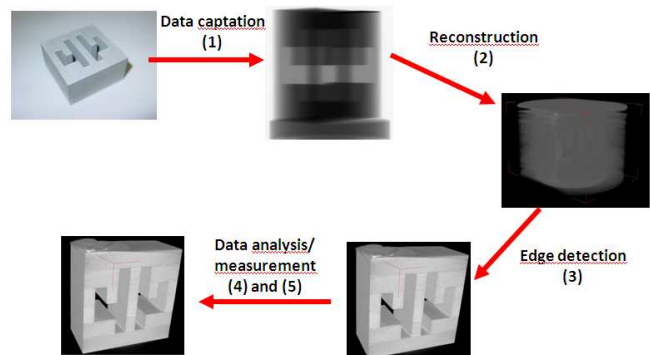 Data captation
(1)
Reconstruction
(2)
Edge detection
(3)
Data analysis/
measurement
(4) and (5)